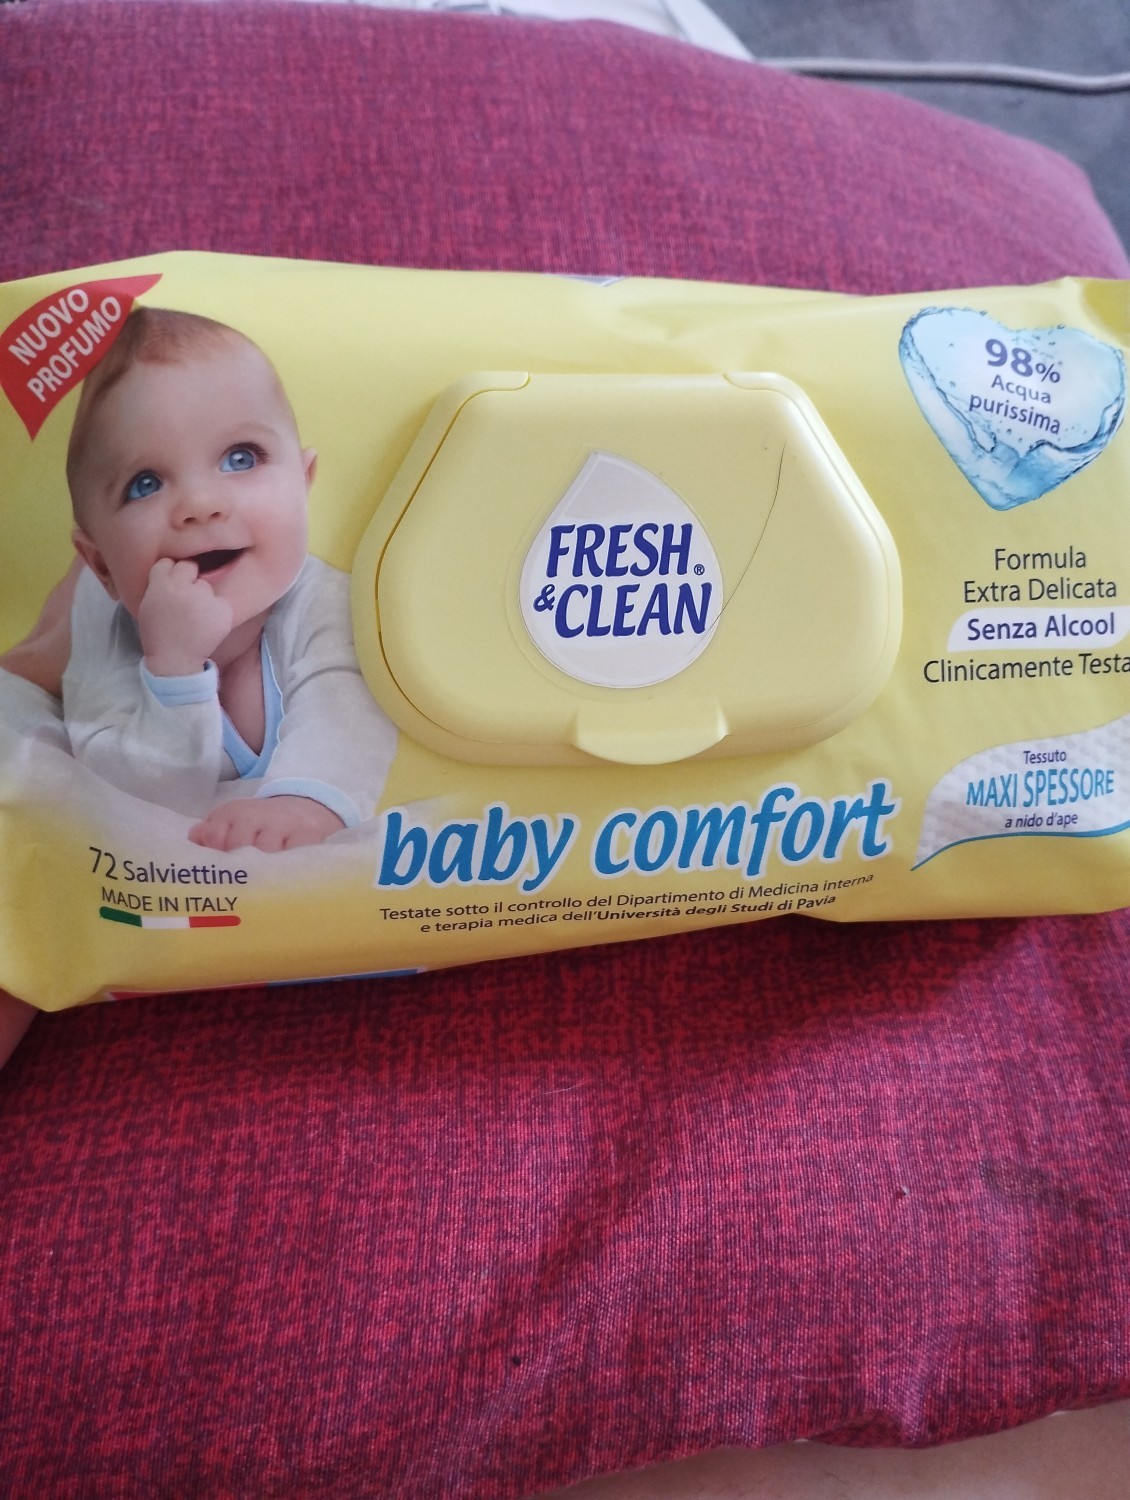 NUOVO
PROFUMO
98%
Acqua
purissima
FRESH®
&CLEAN
Formula
Extra Delicata
Senza Alcool
Clinicamente Testa
Tessuto
MAXI SPESSORE
a nido d'ape
baby comfort
72 Salviettine
MADE IN ITALY
Testate sotto il controllo del Dipartimento di Medicina interna
e terapia medica dell'Università degli Studi di Pavia